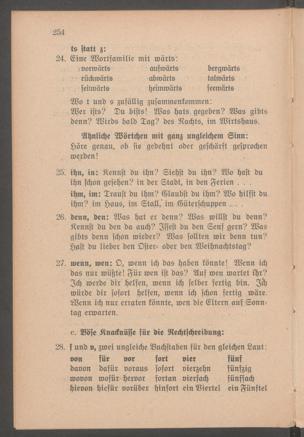 254
ts statt z:
24. Eine Wortfamilie mit wärts:
vorwärts auswärts bergwärts
rückwärts abwärts talwärts
seitwärts heimwärts seewärts
Wo t und s zufällig zusammenkommen:
Wer ists? Du bists! Was hats gegeben? Was gibts
denn? Wirds bald Tag? des Nachts, im Wirtshaus.
Ähnliche Wörtchen mit ganz ungleichem Sinn:
Höre genau, ob sie gedehnt oder geschärft gesprochen
werden!
25. ihn, in: Kennst du ihn? Siehst du ihn? Wo hast du
ihn schon gesehen? in der Stadt, in den Ferien . . .
ihm, im: Traust du ihm? Glaubst du ihm? Wo hilfst du
ihm? im Haus, im Stall, im Güterschuppen . . .
26. denn, den: Was hat er denn? Was willst du denn?
Kennst du den da auch? Issest du den Senf gern? Was
gibts denn schon wieder? Was sollten wir denn tun?
Hast du lieber den Oster- oder den Weihnachtstag?
27. wenn, wen: O, wenn ich das haben könnte! Wenn ich
das nur wüßte! Für wen ist das? Auf wen wartet ihr?
Ich werde dir helfen, wenn ich selber fertig bin. Ich
würde dir sofort helfen, wenn ich schon fertig wäre.
Wenn ich nur erraten könnte, wen die Eltern auf Sonn-
tag erwarten.
c. Böse Knacknüsse für die Rechtschreibung:
28. f und v, zwei ungleiche Buchstaben für den gleichen Laut:
von für vor fort vier fünf
davon dafür voraus sofort vierzehn fünfzig
wovon wofür hervor fortan vierfach fünffach
hievon hiefür vorüber hinfort ein Viertel ein Fünftel